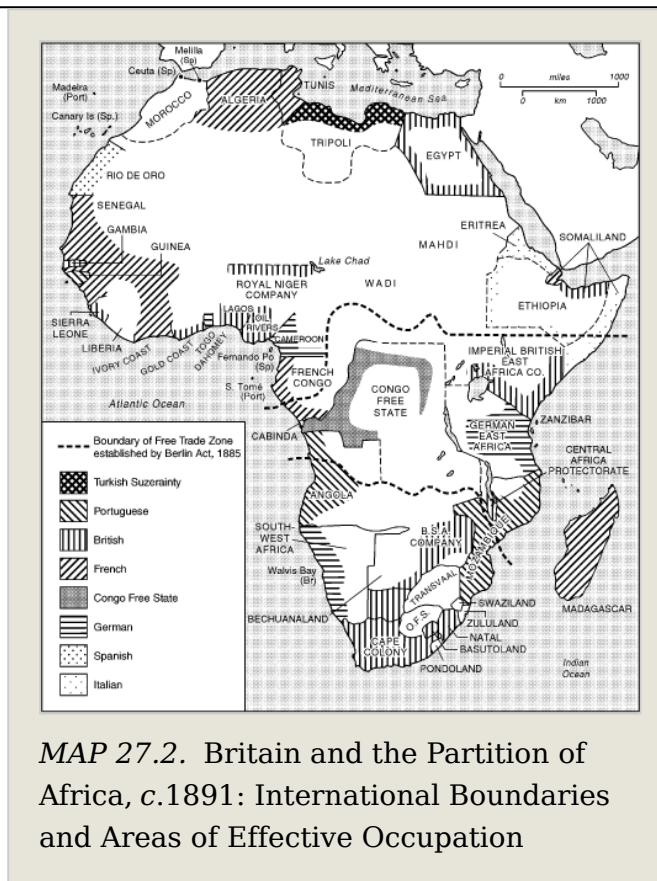 Melilla
(Sp)
Ceuta (Sp)
Madeira
(Port)
Canary Is (Sp.)
MOROCCO
ALGERIA
TUNIS
Mediterranean Sea
0 miles 1000
0 km 1000
TRIPOLI
EGYPT
RIO DE ORO
SENEGAL
GAMBIA
GUINEA
ERITREA
MAHDI
SOMALILAND
Lake Chad
WADI
ROYAL NIGER
COMPANY
ETHIOPIA
LAGOS
OIL
RIVERS
SIERRA
LEONE
LIBERIA
IVORY COAST
GOLD COAST
TOGO
DAHOMEY
CAMEROON
Fernando Po
(Sp)
FRENCH
CONGO
S. Tomé
(Port)
IMPERIAL BRITISH
EAST
AFRICA CO.
CONGO
FREE
STATE
Atlantic Ocean
CABINDA
GERMAN
EAST
AFRICA
ZANZIBAR
CENTRAL
AFRICA
PROTECTORATE
ANGOLA
SOUTH-
WEST
AFRICA
B.S.A.
COMPANY
MOZAMBIQUE
Walvis Bay
(Br)
TRANSVAAL
MADAGASCAR
BECHUANALAND
O.F.S.
SWAZILAND
ZULULAND
NATAL
BASUTOLAND
CAPE
COLONY
PONDOLAND
Indian
Ocean
Boundary of Free Trade Zone
established by Berlin Act, 1885
Turkish Suzerainty
Portuguese
British
French
Congo Free State
German
Spanish
Italian
MAP 27.2. Britain and the Partition of
Africa, c.1891: International Boundaries
and Areas of Effective Occupation